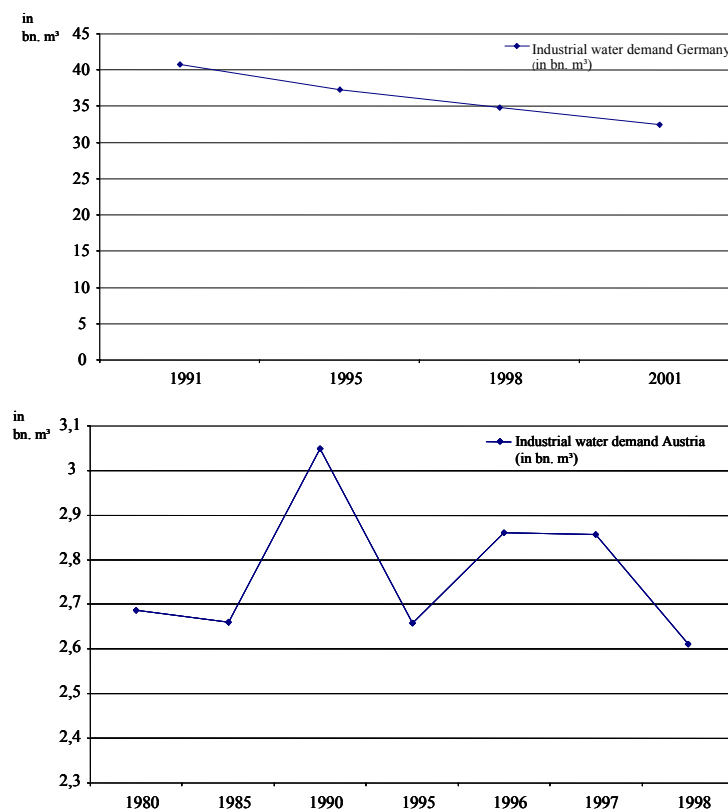 in
bn. m³
45
40
35
30
25
20
15
10
5
0
Industrial water demand Germany
(in bn. m³)
1991 1995 1998 2001
in
bn. m³
3,1
3
2,9
2,8
2,7
2,6
2,5
2,4
2,3
Industrial water demand Austria
(in bn. m³)
1980 1985 1990 1995 1996 1997 1998